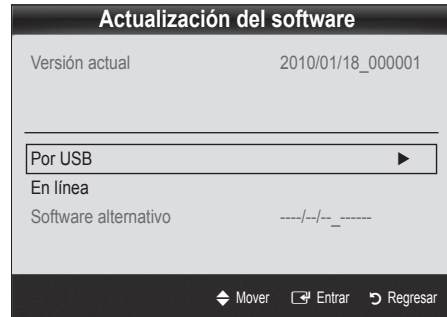 Actualización del software
Versión actual 2010/01/18_000001
Por USB ►
En línea
Software alternativo ----/--/--_------
Mover Entrar Regresar